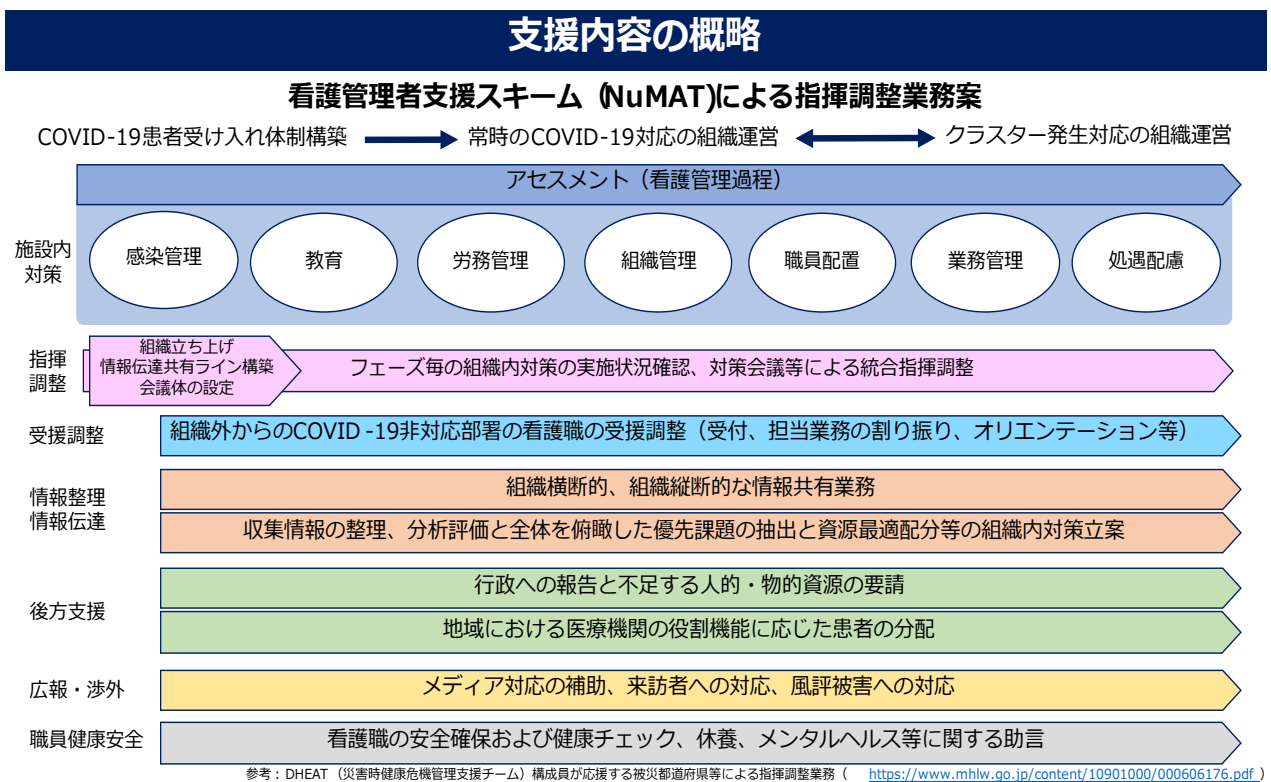 支援内容の概略
看護管理者支援スキーム (NuMAT)による指揮調整業務案
COVID-19患者受け入れ体制構築
常時のCOVID-19対応の組織運営
クラスター発生対応の組織運営
アセスメント（看護管理過程）
施設内
対策
感染管理
教育
労務管理
組織管理
職員配置
業務管理
処遇配慮
指揮
調整
組織立ち上げ
情報伝達共有ライン構築
会議体の設定
フェーズ毎の組織内対策の実施状況確認、対策会議等による統合指揮調整
受援調整
組織外からのCOVID -19非対応部署の看護職の受援調整（受付、担当業務の割り振り、オリエンテーション等）
情報整理
情報伝達
組織横断的、組織縦断的な情報共有業務
収集情報の整理、分析評価と全体を俯瞰した優先課題の抽出と資源最適配分等の組織内対策立案
後方支援
行政への報告と不足する人的・物的資源の要請
地域における医療機関の役割機能に応じた患者の分配
広報・渉外
メディア対応の補助、来訪者への対応、風評被害への対応
職員健康安全
看護職の安全確保および健康チェック、休養、メンタルヘルス等に関する助言
参考：DHEAT（災害時健康危機管理支援チーム）構成員が応援する被災都道府県等による指揮調整業務（ https://www.mhlw.go.jp/content/10901000/000606176.pdf ）